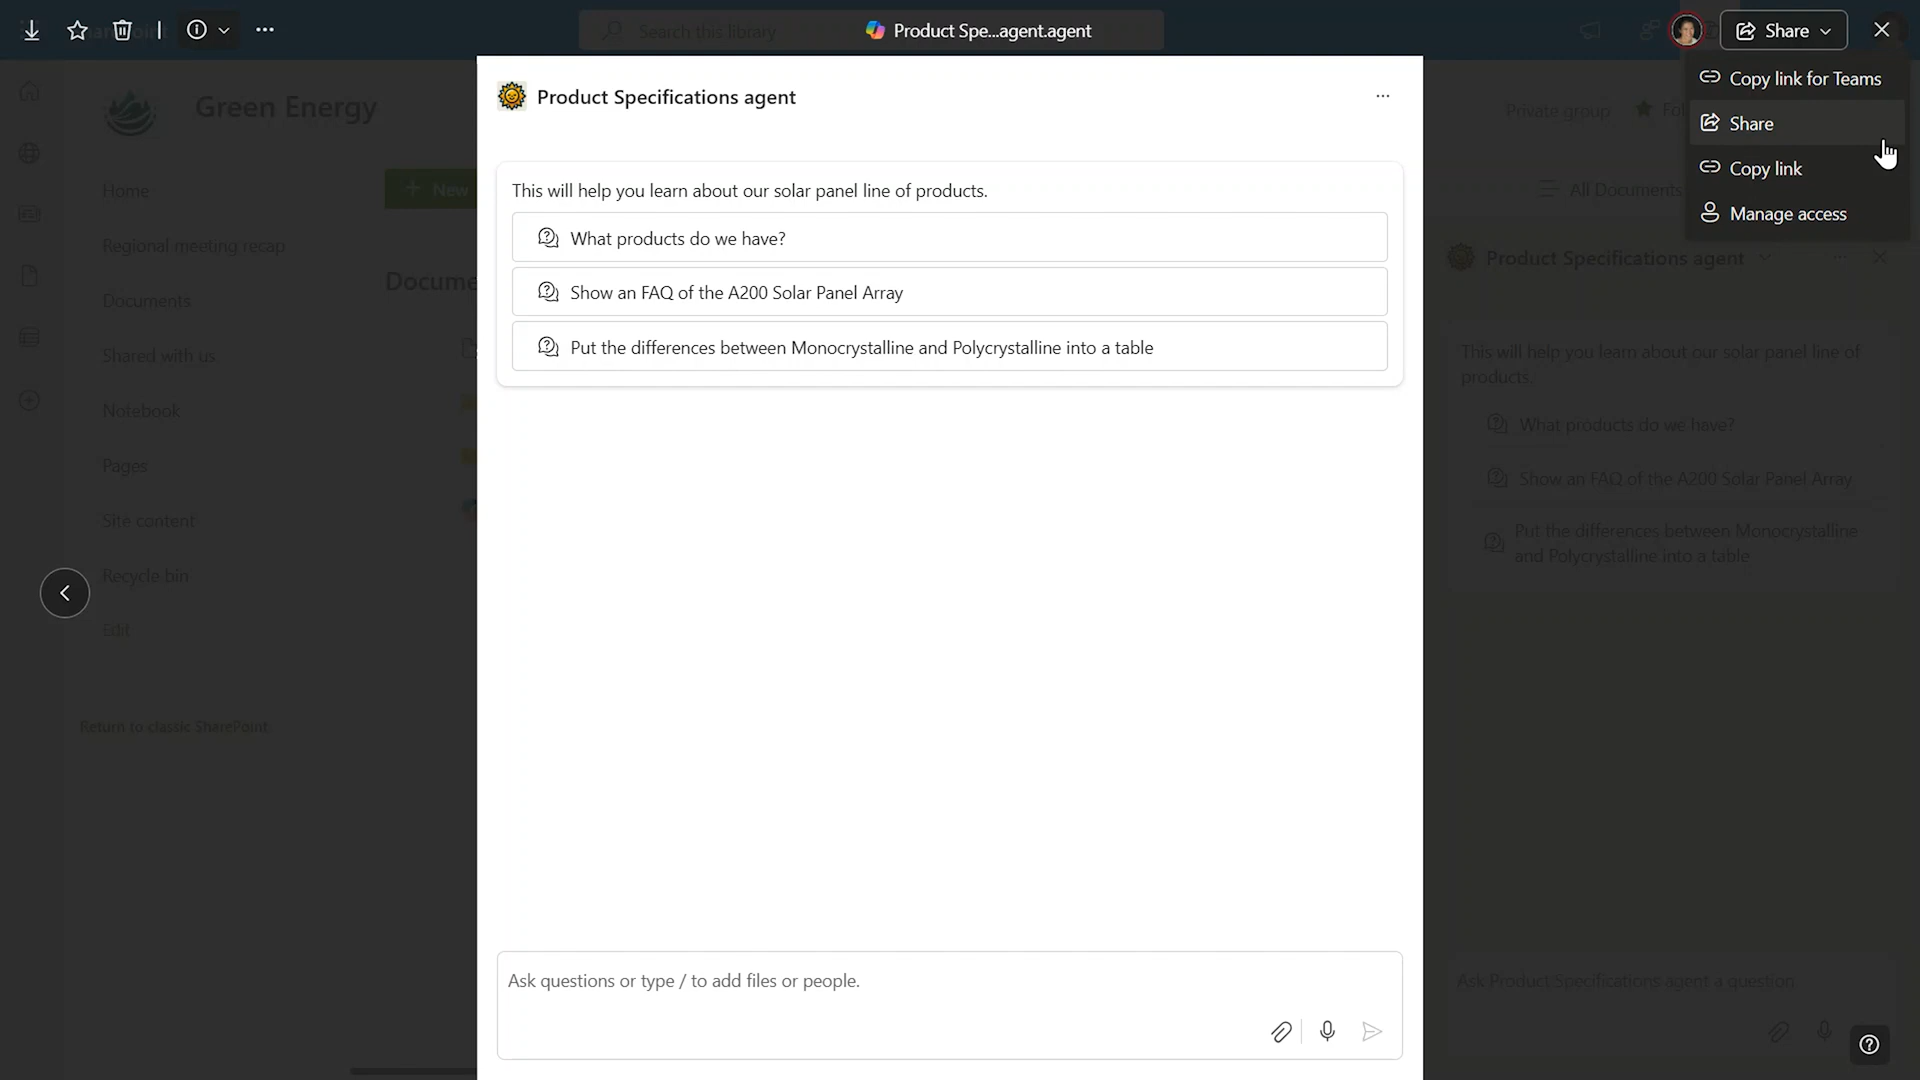 Search this library
Product Spe...agent.agent
Share
Copy link for Teams
Share
Copy link
Manage access
Green Energy
Private group
Home
Regional meeting recap
Documents
Shared with us
Notebook
Pages
Site content
Recycle bin
Edit
Return to classic SharePoint
+ New
Product Specifications agent
This will help you learn about our solar panel line of products.
What products do we have?
Show an FAQ of the A200 Solar Panel Array
Put the differences between Monocrystalline and Polycrystalline into a table
Ask questions or type / to add files or people.
All Documents
Product Specifications agent
This will help you learn about our solar panel line of
products.
What products do we have?
Show an FAQ of the A200 Solar Panel Array
Put the differences between Monocrystalline
and Polycrystalline into a table
Ask Product Specifications agent a question